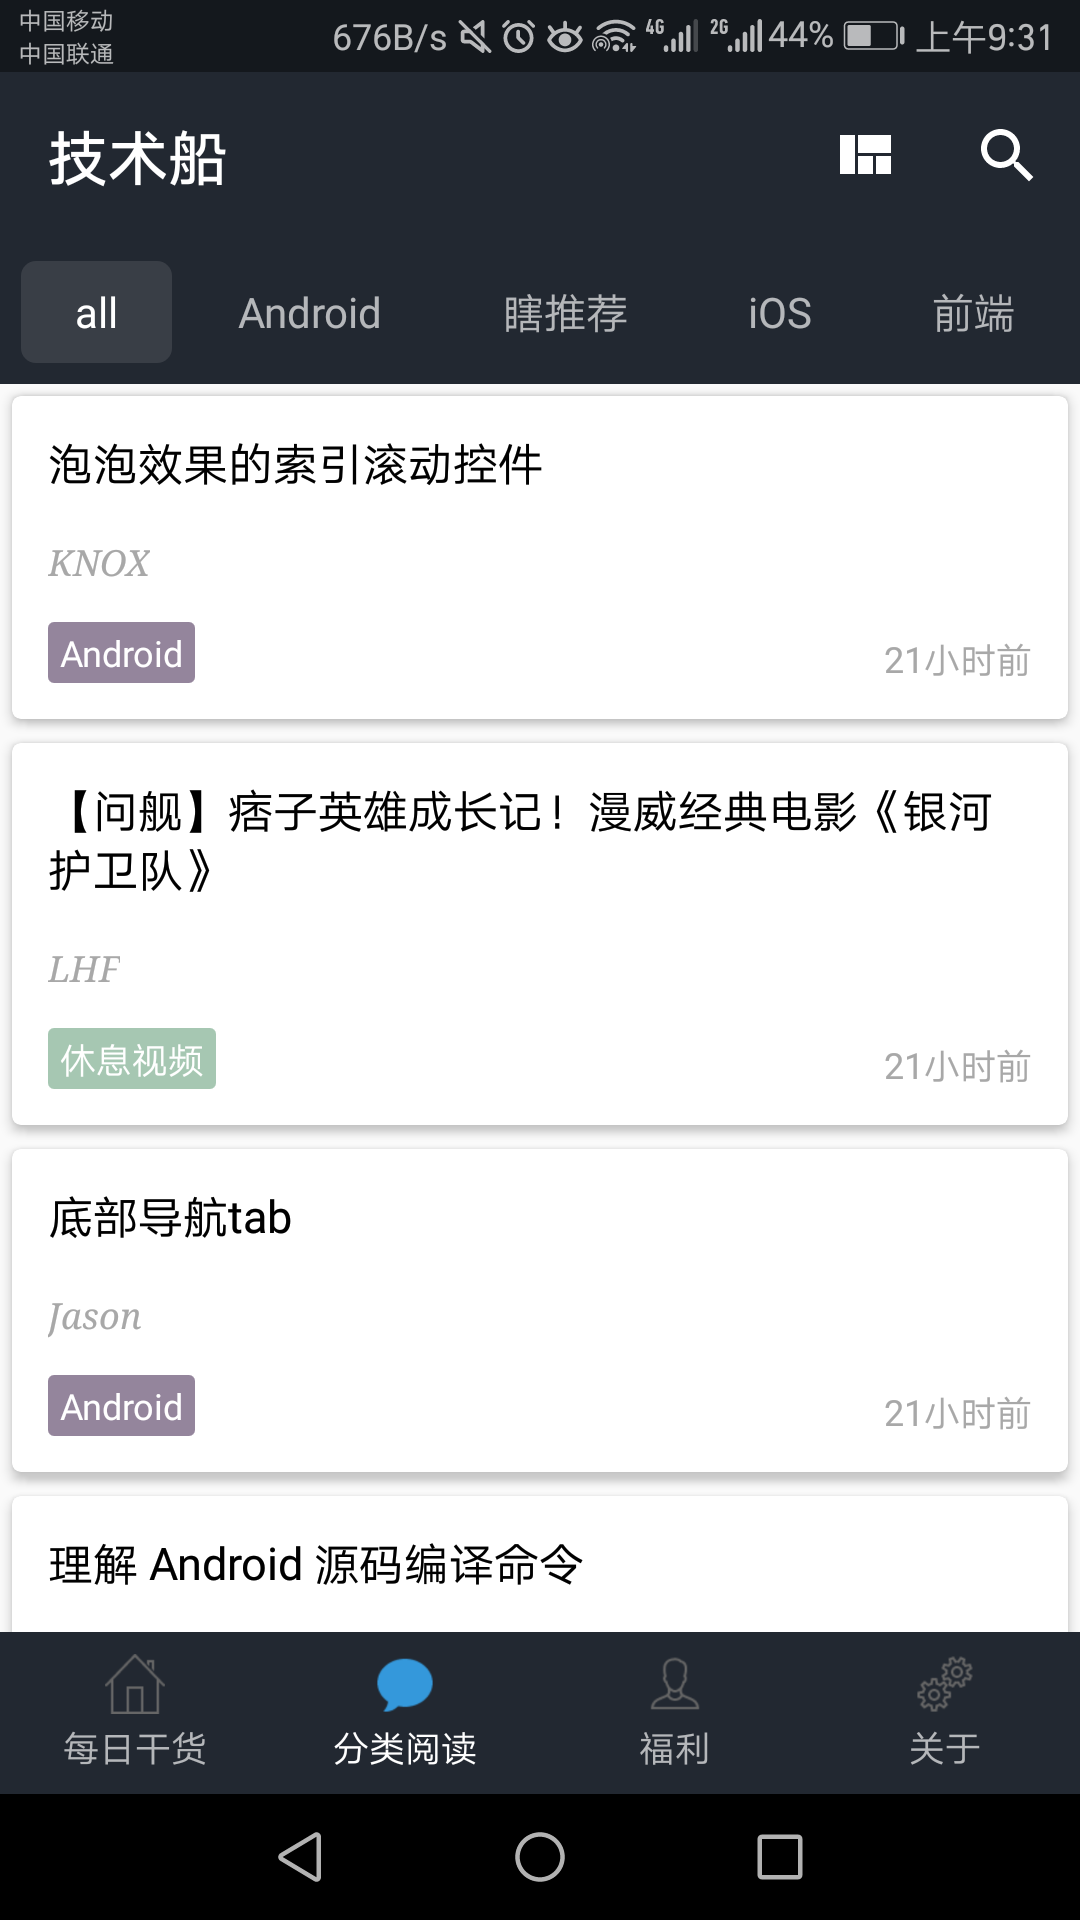 中国移动
中国联通
676B/s 4G 2G 44% 上午9:31
技术船
all Android 瞎推荐 iOS 前端
泡泡效果的索引滚动控件
KNOX
Android 21小时前
【问舰】痞子英雄成长记！漫威经典电影《银河
护卫队》
LHF
休息视频 21小时前
底部导航tab
Jason
Android 21小时前
理解 Android 源码编译命令
每日干货 分类阅读 福利 关于